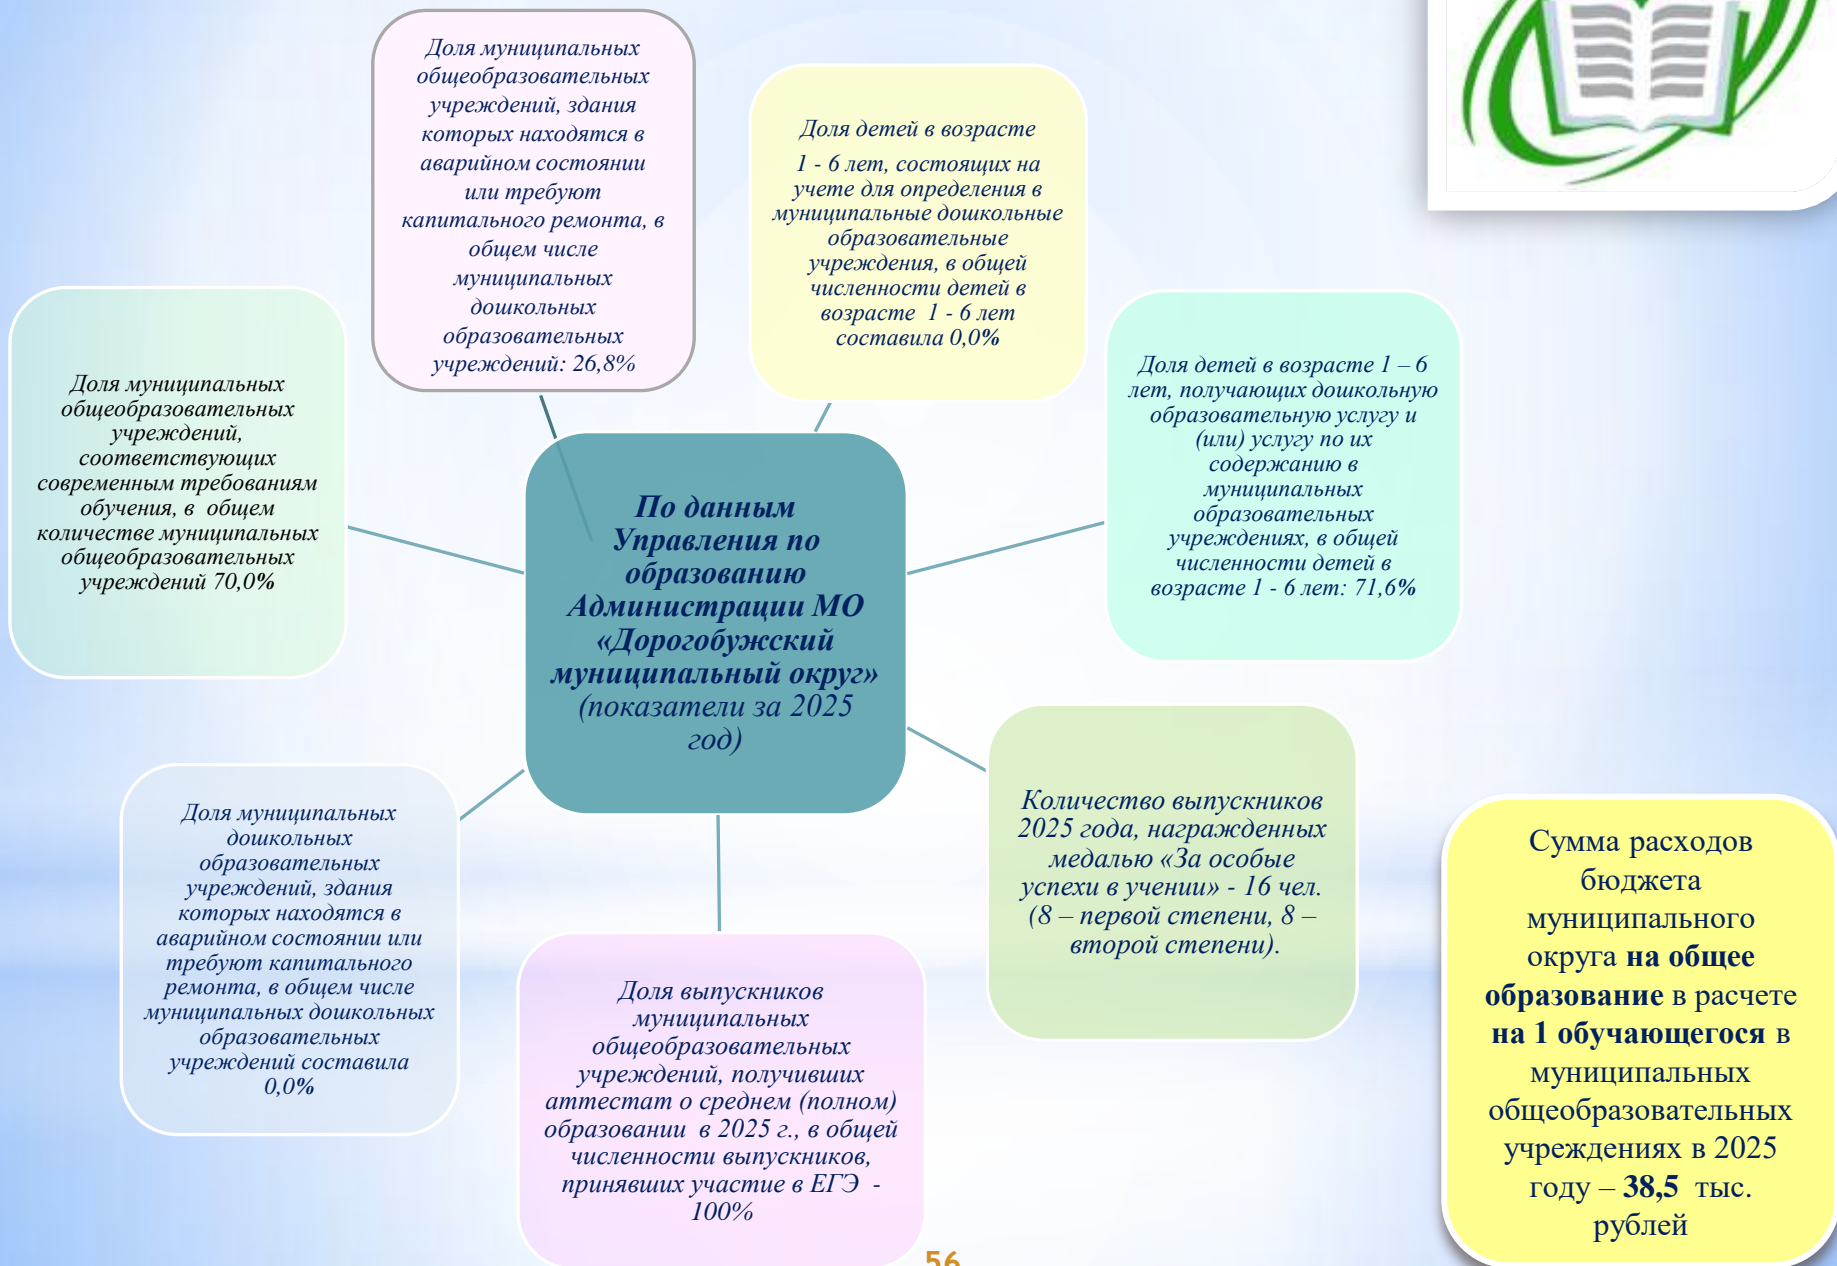 Доля муниципальных
общеобразовательных
учреждений, здания
которых находятся в
аварийном состоянии
или требуют
капитального ремонта, в
общем числе
муниципальных
дошкольных
образовательных
учреждений: 26,8%
Доля детей в возрасте
1 - 6 лет, состоящих на
учете для определения в
муниципальные дошкольные
образовательные
учреждения, в общей
численности детей в
возрасте 1 - 6 лет
составила 0,0%
Доля детей в возрасте 1 – 6
лет, получающих дошкольную
образовательную услугу и
(или) услугу по их
содержанию в
муниципальных
образовательных
учреждениях, в общей
численности детей в
возрасте 1 - 6 лет: 71,6%
Доля муниципальных
общеобразовательных
учреждений,
соответствующих
современным требованиям
обучения, в общем
количестве муниципальных
общеобразовательных
учреждений 70,0%
По данным
Управления по
образованию
Администрации МО
«Дорогобужский
муниципальный округ»
(показатели за 2025
год)
Количество выпускников
2025 года, награжденных
медалью «За особые
успехи в учении» - 16 чел.
(8 – первой степени, 8 –
второй степени).
Доля муниципальных
дошкольных
образовательных
учреждений, здания
которых находятся в
аварийном состоянии или
требуют капитального
ремонта, в общем числе
муниципальных дошкольных
образовательных
учреждений составила
0,0%
Доля выпускников
муниципальных
общеобразовательных
учреждений, получивших
аттестат о среднем (полном)
образовании в 2025 г., в общей
численности выпускников,
принявших участие в ЕГЭ -
100%
Сумма расходов
бюджета
муниципального
округа на общее
образование в расчете
на 1 обучающегося в
муниципальных
общеобразовательных
учреждениях в 2025
году – 38,5 тыс.
рублей
56